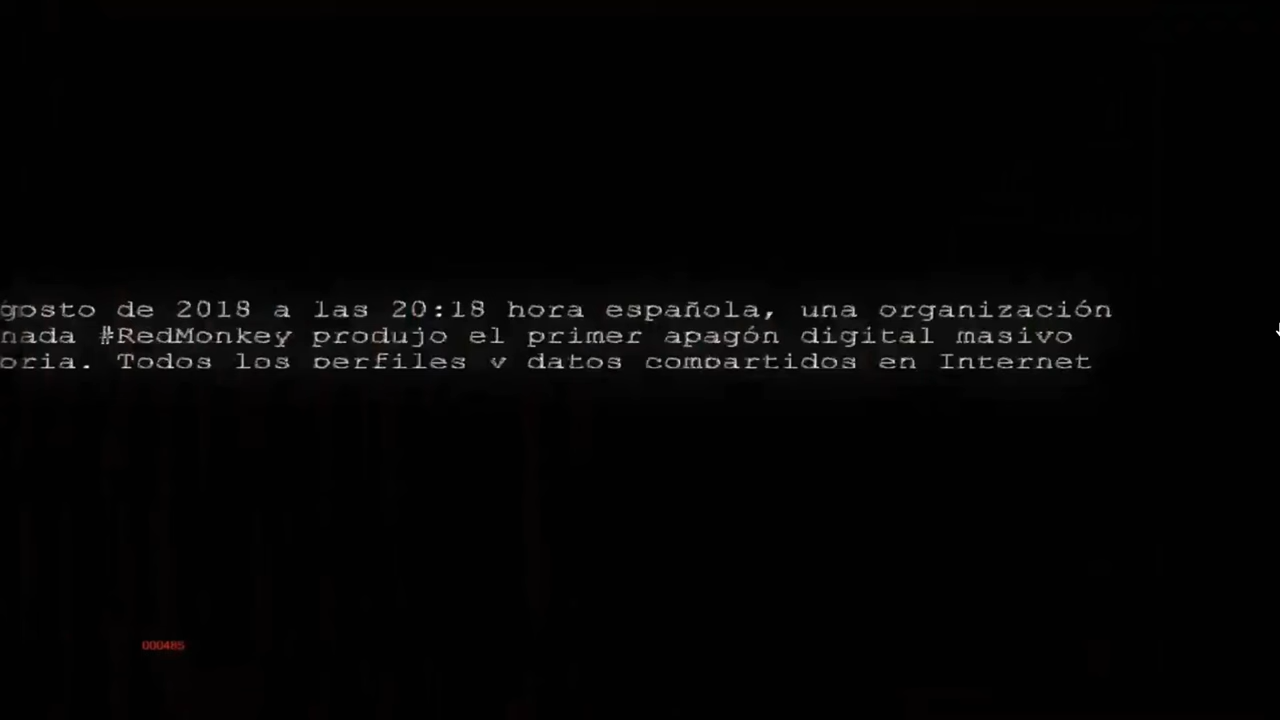 gosto de 2018 a las 20:18 hora española, una organización
nada #RedMonkey produjo el primer apagón digital masivo
oria. Todos los perfiles y datos compartidos en Internet
000485